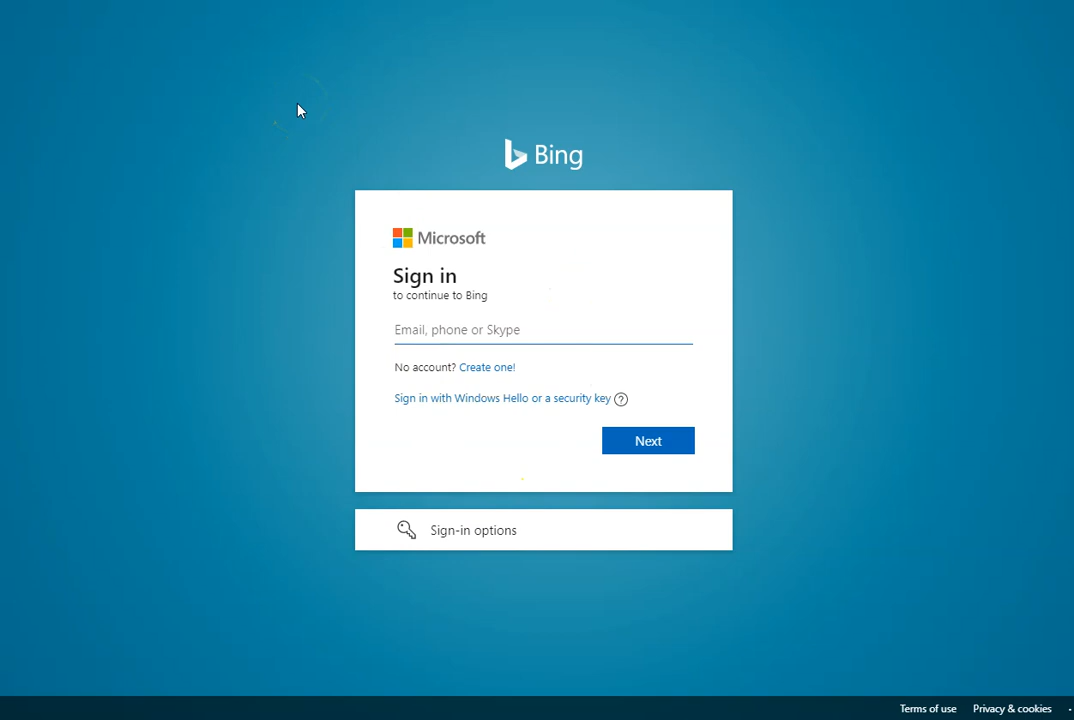 Bing
Microsoft
Sign in
to continue to Bing
Email, phone or Skype
No account? Create one!
Sign in with Windows Hello or a security key ?
Next
Sign-in options
Terms of use Privacy & cookies